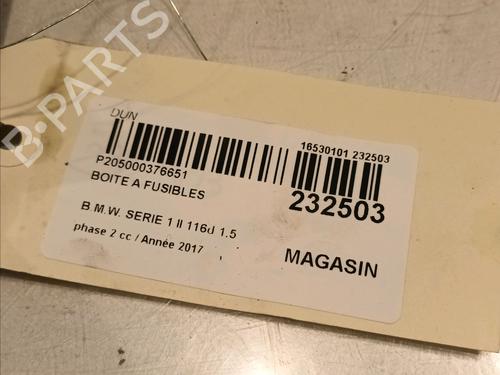 DUN
P205000376651
BOITE A FUSIBLES
B.M.W. SERIE 1 II 116d 1.5
phase 2 cc / Année 2017
16530101 232503
232503
MAGASIN
B-PARTS